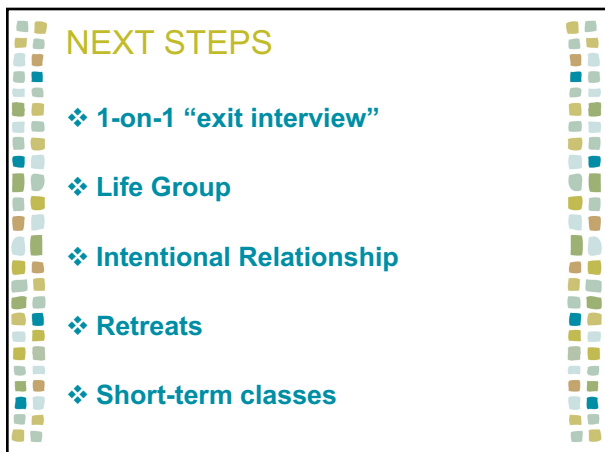 NEXT STEPS
❖ 1-on-1 “exit interview”
❖ Life Group
❖ Intentional Relationship
❖ Retreats
❖ Short-term classes